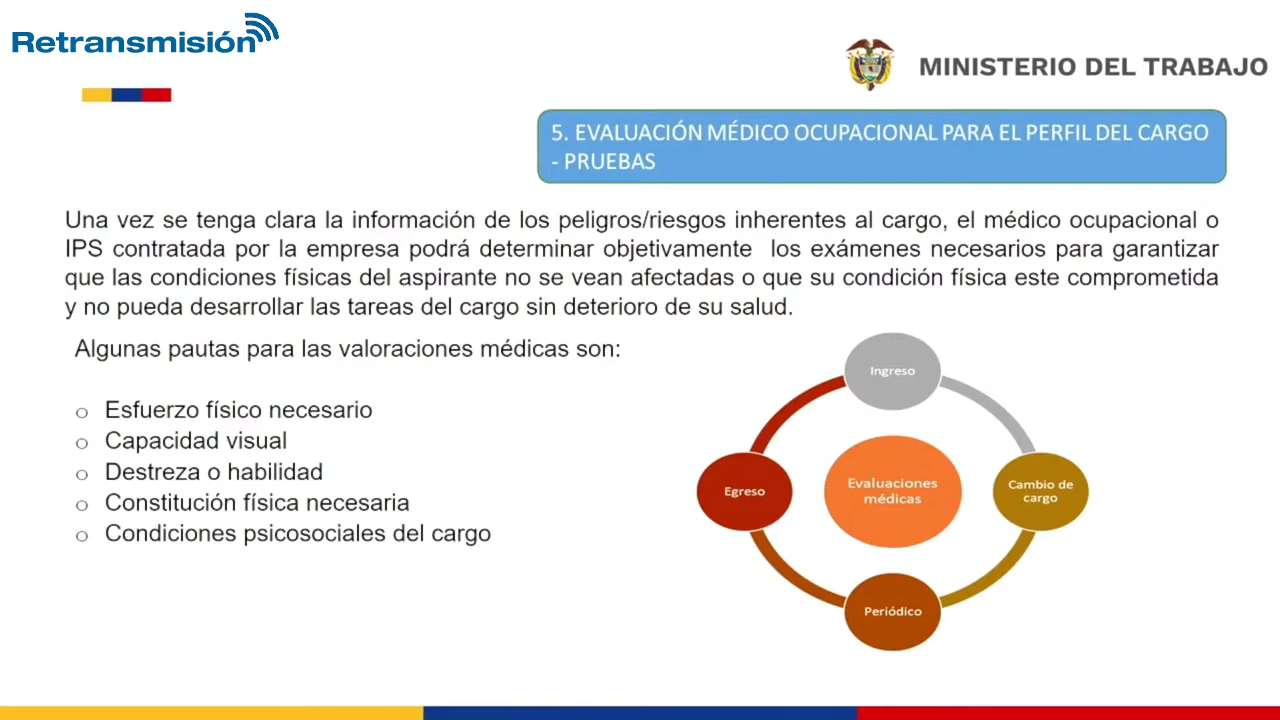 Retransmisión
MINISTERIO DEL TRABAJO
5. EVALUACIÓN MÉDICO OCUPACIONAL PARA EL PERFIL DEL CARGO
- PRUEBAS
Una vez se tenga clara la información de los peligros/riesgos inherentes al cargo, el médico ocupacional o
IPS contratada por la empresa podrá determinar objetivamente los exámenes necesarios para garantizar
que las condiciones físicas del aspirante no se vean afectadas o que su condición física este comprometida
y no pueda desarrollar las tareas del cargo sin deterioro de su salud.
Algunas pautas para las valoraciones médicas son:
o Esfuerzo físico necesario
o Capacidad visual
o Destreza o habilidad
o Constitución física necesaria
o Condiciones psicosociales del cargo
Ingreso
Egreso
Evaluaciones
médicas
Cambio de
cargo
Periódico